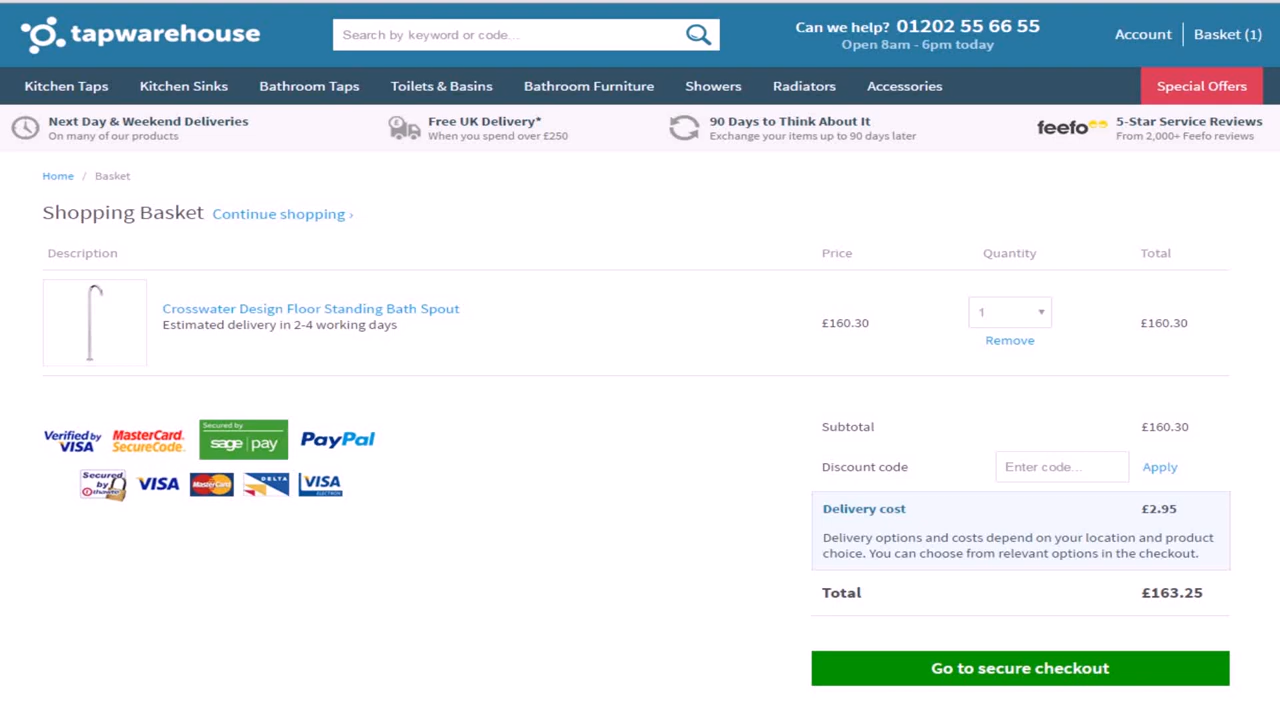 tapwarehouse
Search by keyword or code...
Can we help? 01202 55 66 55
Open 8am - 6pm today
Account
Basket (1)
Kitchen Taps
Kitchen Sinks
Bathroom Taps
Toilets & Basins
Bathroom Furniture
Showers
Radiators
Accessories
Special Offers
Next Day & Weekend Deliveries
On many of our products
Free UK Delivery*
When you spend over £250
90 Days to Think About It
Exchange your items up to 90 days later
feefo
5-Star Service Reviews
From 2,000+ Feefo reviews
Home / Basket
Shopping Basket Continue shopping ›
Description Price Quantity Total
Crosswater Design Floor Standing Bath Spout
Estimated delivery in 2-4 working days
£160.30
1
Remove
£160.30
Verified by
VISA
MasterCard.
SecureCode.
Secured by
sage pay
PayPal
Secured
by
thawte
VISA
MasterCard
DELTA
VISA
ELECTRON
Subtotal £160.30
Discount code Enter code... Apply
Delivery cost £2.95
Delivery options and costs depend on your location and product
choice. You can choose from relevant options in the checkout.
Total £163.25
Go to secure checkout